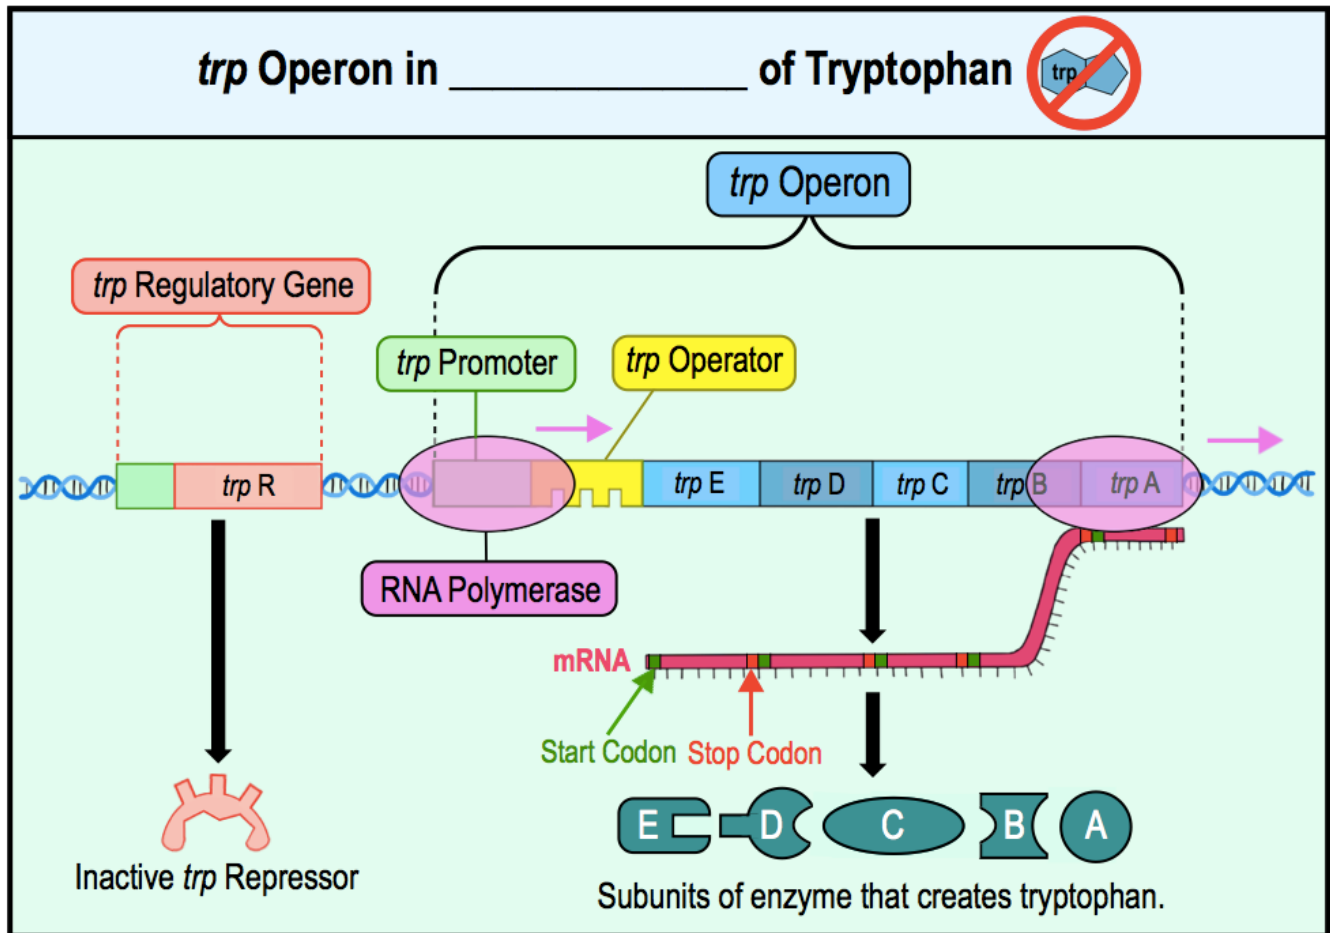 trp Operon in ______________ of Tryptophan
trp
trp Operon
trp Regulatory Gene
trp Promoter
trp Operator
trp R
trp E
trp D
trp C
trp B
trp A
RNA Polymerase
mRNA
Start Codon
Stop Codon
E
D
C
B
A
Inactive trp Repressor
Subunits of enzyme that creates tryptophan.